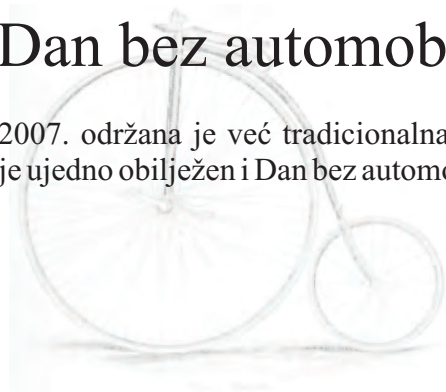 Dan bez automob
2007. održana je već tradicionalna
je ujedno obilježen i Dan bez automo